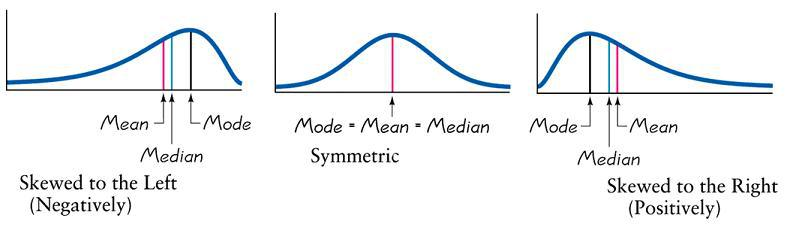 Mean
Mode
Median
Skewed to the Left
(Negatively)
Mode = Mean = Median
Symmetric
Mode
Mean
Median
Skewed to the Right
(Positively)